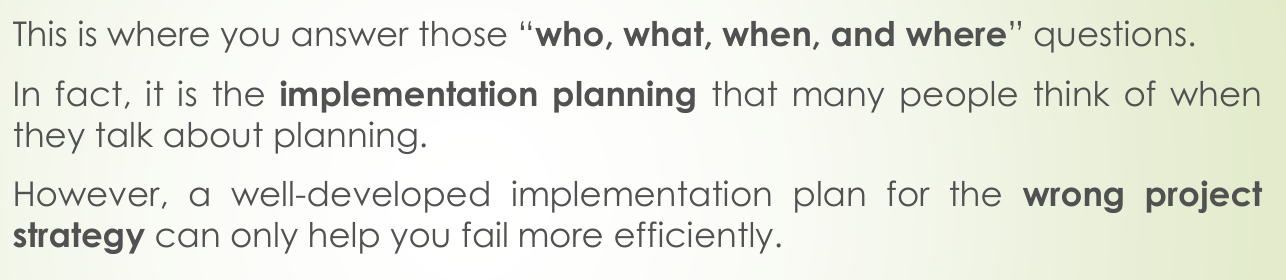 This is where you answer those “who, what, when, and where” questions.
In fact, it is the implementation planning that many people think of when
they talk about planning.
However, a well-developed implementation plan for the wrong project
strategy can only help you fail more efficiently.